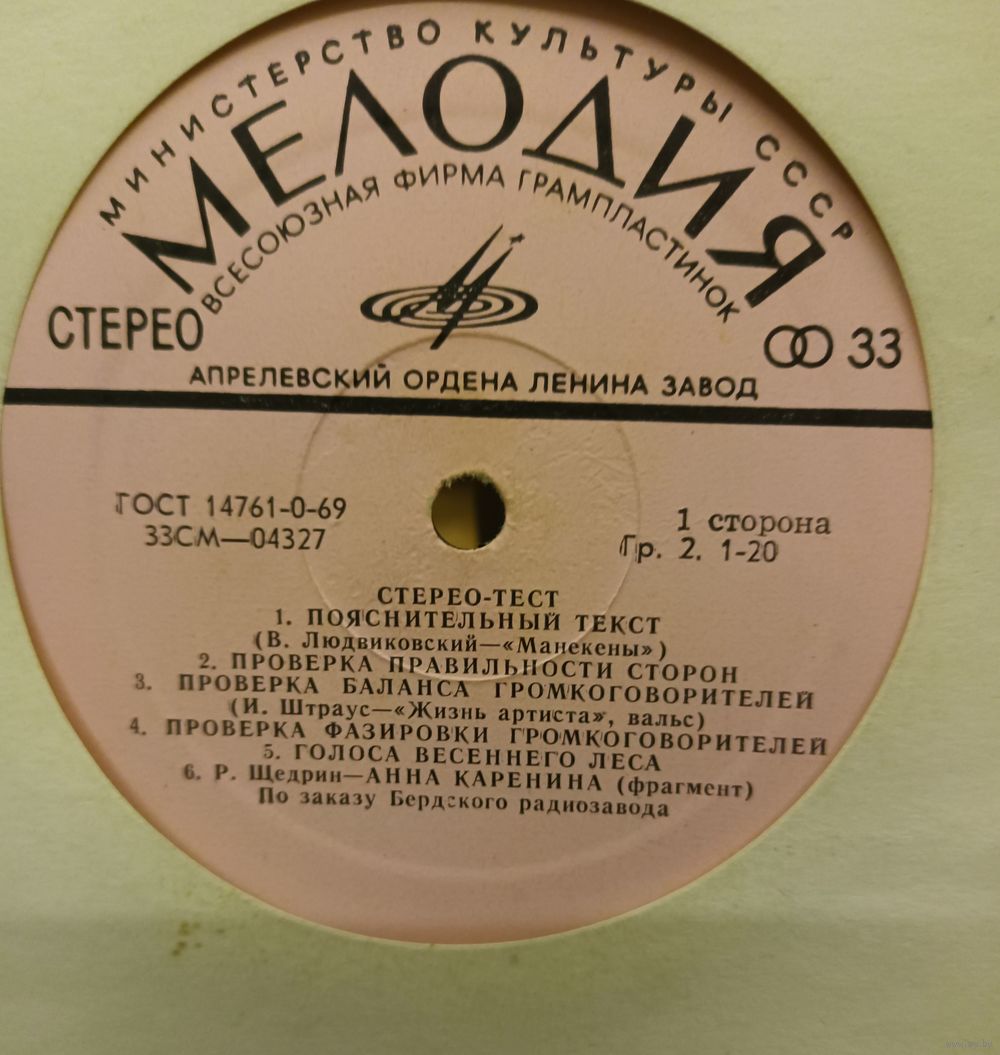 МИНИСТЕРСТВО КУЛЬТУРЫ СССР
МЕЛОДИЯ
ВСЕСОЮЗНАЯ ФИРМА ГРАМПЛАСТИНОК
СТЕРЕО
33
АПРЕЛЕВСКИЙ ОРДЕНА ЛЕНИНА ЗАВОД
ГОСТ 14761-0-69
33СМ—04327
1 сторона
Гр. 2. 1-20
СТЕРЕО-ТЕСТ
1. ПОЯСНИТЕЛЬНЫЙ ТЕКСТ
(В. Людвиковский—«Манекены»)
2. ПРОВЕРКА ПРАВИЛЬНОСТИ СТОРОН
3. ПРОВЕРКА БАЛАНСА ГРОМКОГОВОРИТЕЛЕЙ
(И. Штраус—«Жизнь артиста», вальс)
4. ПРОВЕРКА ФАЗИРОВКИ ГРОМКОГОВОРИТЕЛЕЙ
5. ГОЛОСА ВЕСЕННЕГО ЛЕСА
6. Р. Щедрин—АННА КАРЕНИНА (фрагмент)
По заказу Бердского радиозавода